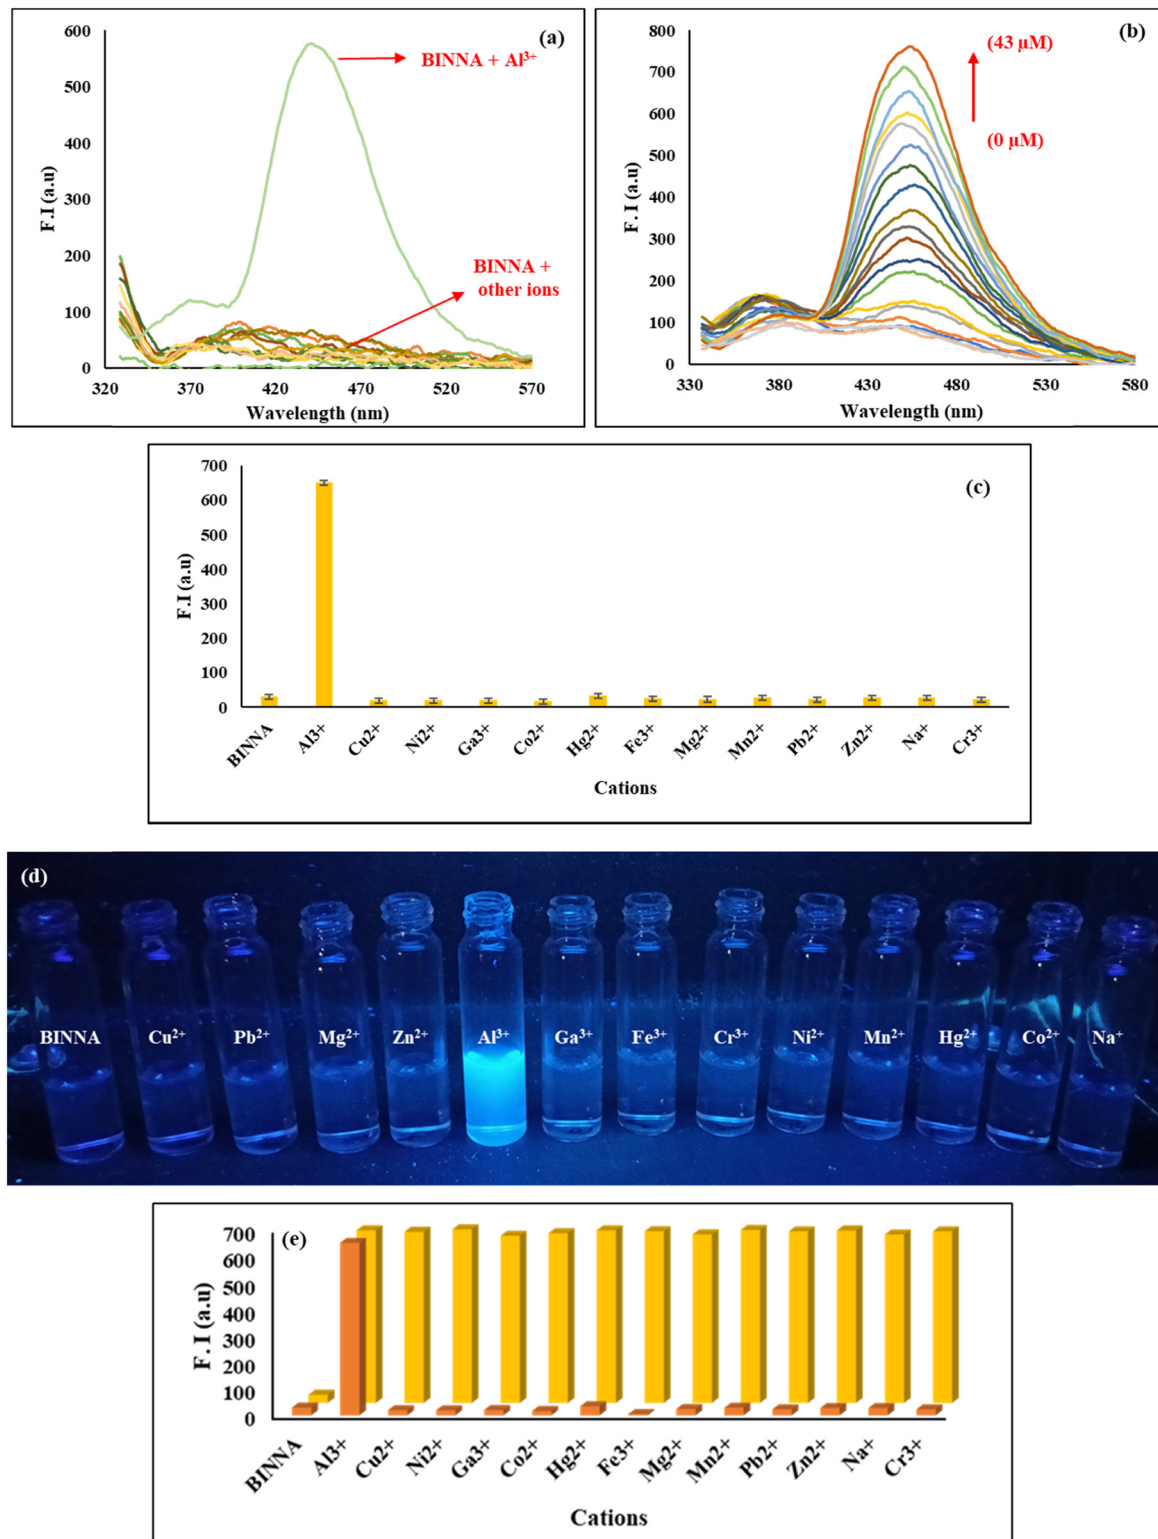 (a)
600
500
400
300
200
100
0
F.I (a.u)
BINNA + Al³⁺
BINNA +
other ions
320 370 420 470 520 570
Wavelength (nm)
(b)
800
700
600
500
400
300
200
100
0
F. I (a.u)
(43 µM)
(0 µM)
330 380 430 480 530 580
Wavelength (nm)
(c)
700
600
500
400
300
200
100
0
F.I (a.u)
BINNA Al3+ Cu2+ Ni2+ Ga3+ Co2+ Hg2+ Fe3+ Mg2+ Mn2+ Pb2+ Zn2+ Na+ Cr3+
Cations
(d)
BINNA Cu²⁺ Pb²⁺ Mg²⁺ Zn²⁺ Al³⁺ Ga³⁺ Fe³⁺ Cr³⁺ Ni²⁺ Mn²⁺ Hg²⁺ Co²⁺ Na⁺
(e)
700
600
500
400
300
200
100
0
F. I (a.u)
BINNA Al3+ Cu2+ Ni2+ Ga3+ Co2+ Hg2+ Fe3+ Mg2+ Mn2+ Pb2+ Zn2+ Na+ Cr3+
Cations